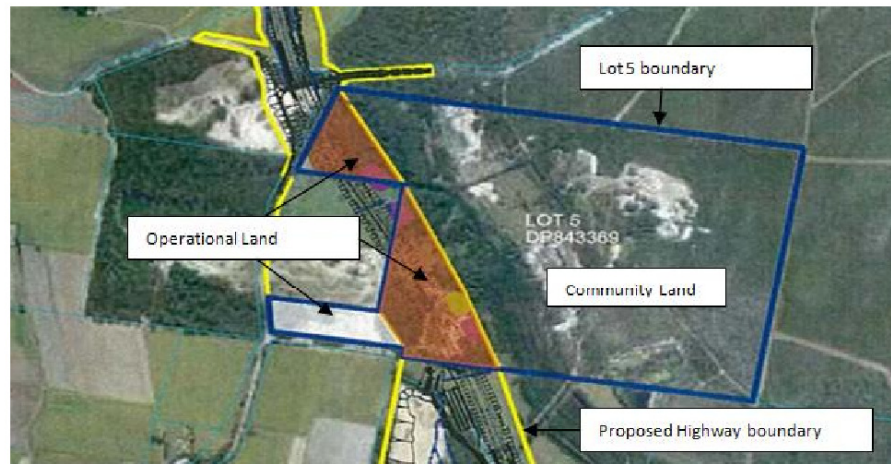 Lot 5 boundary
LOT 5
DP843369
Operational Land
Community Land
Proposed Highway boundary